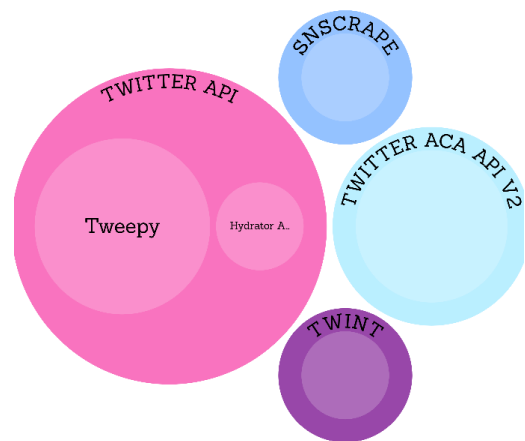 SNSCRAPE
TWITTER API
TWITTER ACA API V2
Tweepy
Hydrator A..
TWINT